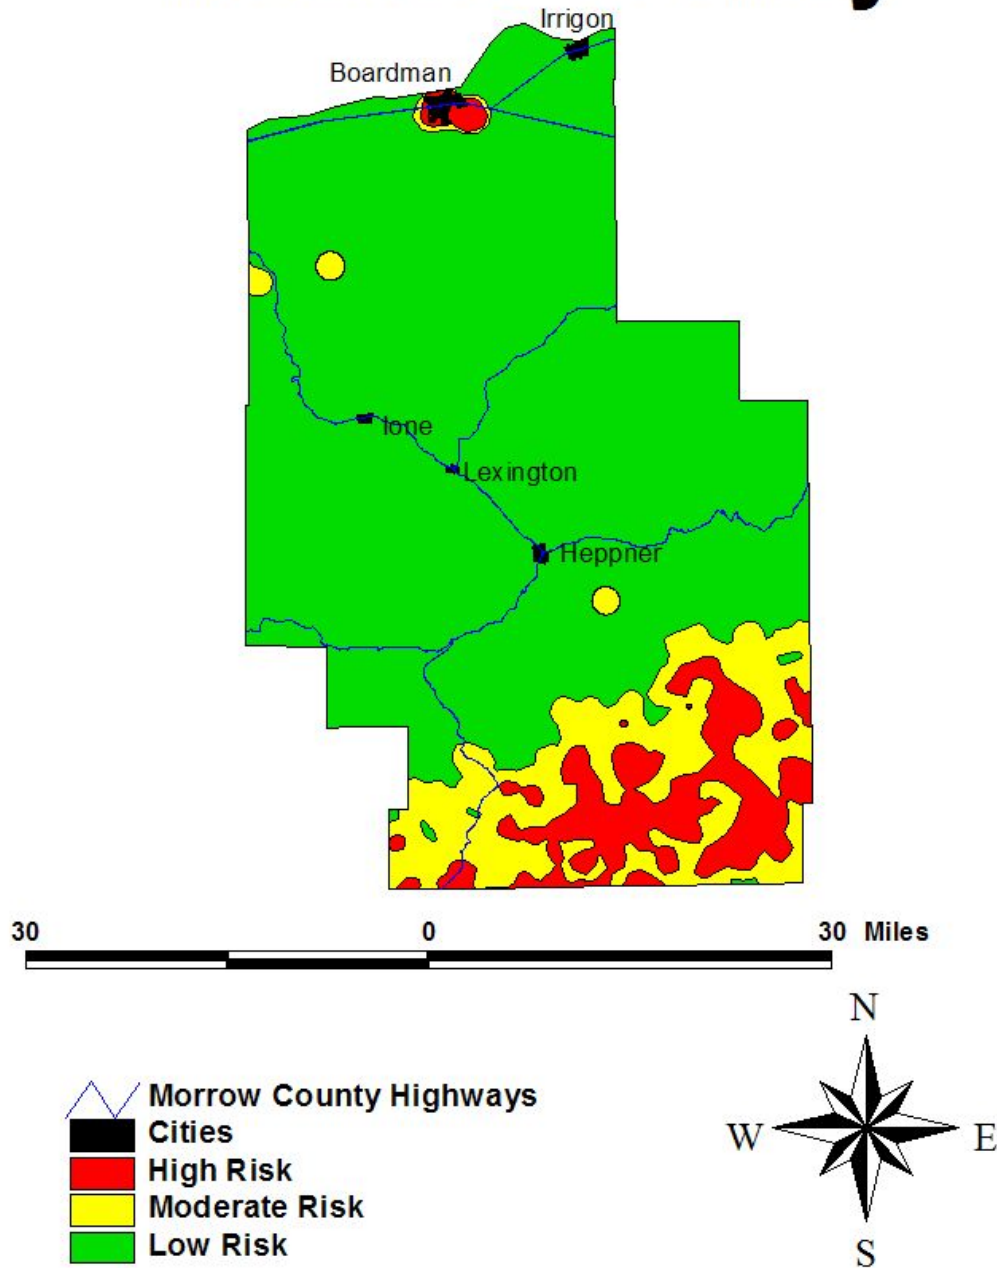 Irrigon
Boardman
Ione
Lexington
Heppner
30 0 30 Miles
N
W E
S
Morrow County Highways
Cities
High Risk
Moderate Risk
Low Risk